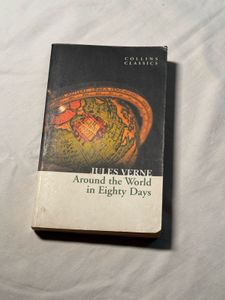 COLLINS
CLASSICS
JULES VERNE
Around the World
in Eighty Days